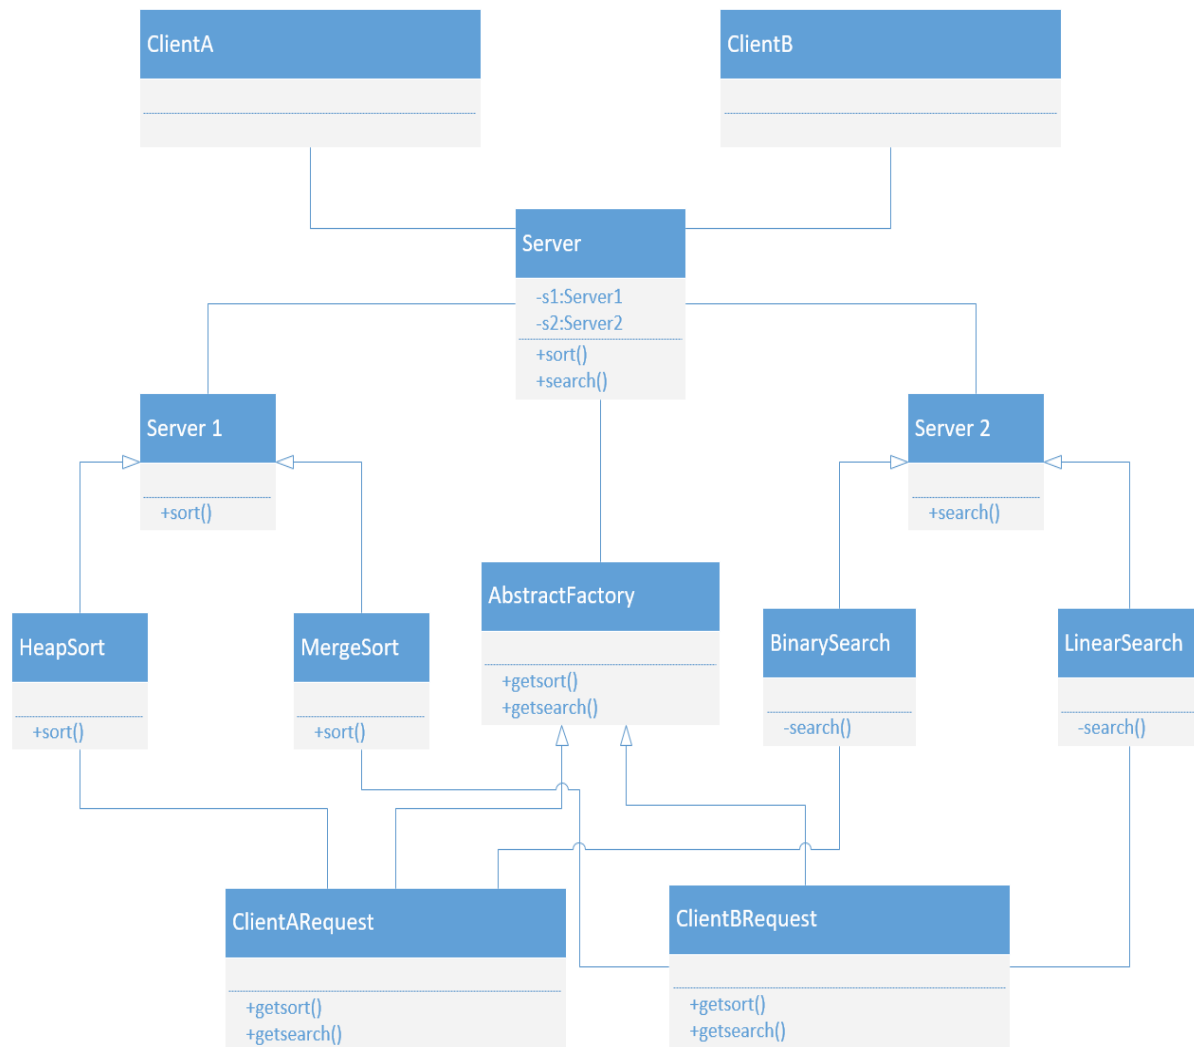 ClientA
ClientB
Server
-s1:Server1
-s2:Server2
+sort()
+search()
Server 1
+sort()
Server 2
+search()
AbstractFactory
+getsort()
+getsearch()
HeapSort
+sort()
MergeSort
+sort()
BinarySearch
-search()
LinearSearch
-search()
ClientARequest
+getsort()
+getsearch()
ClientBRequest
+getsort()
+getsearch()